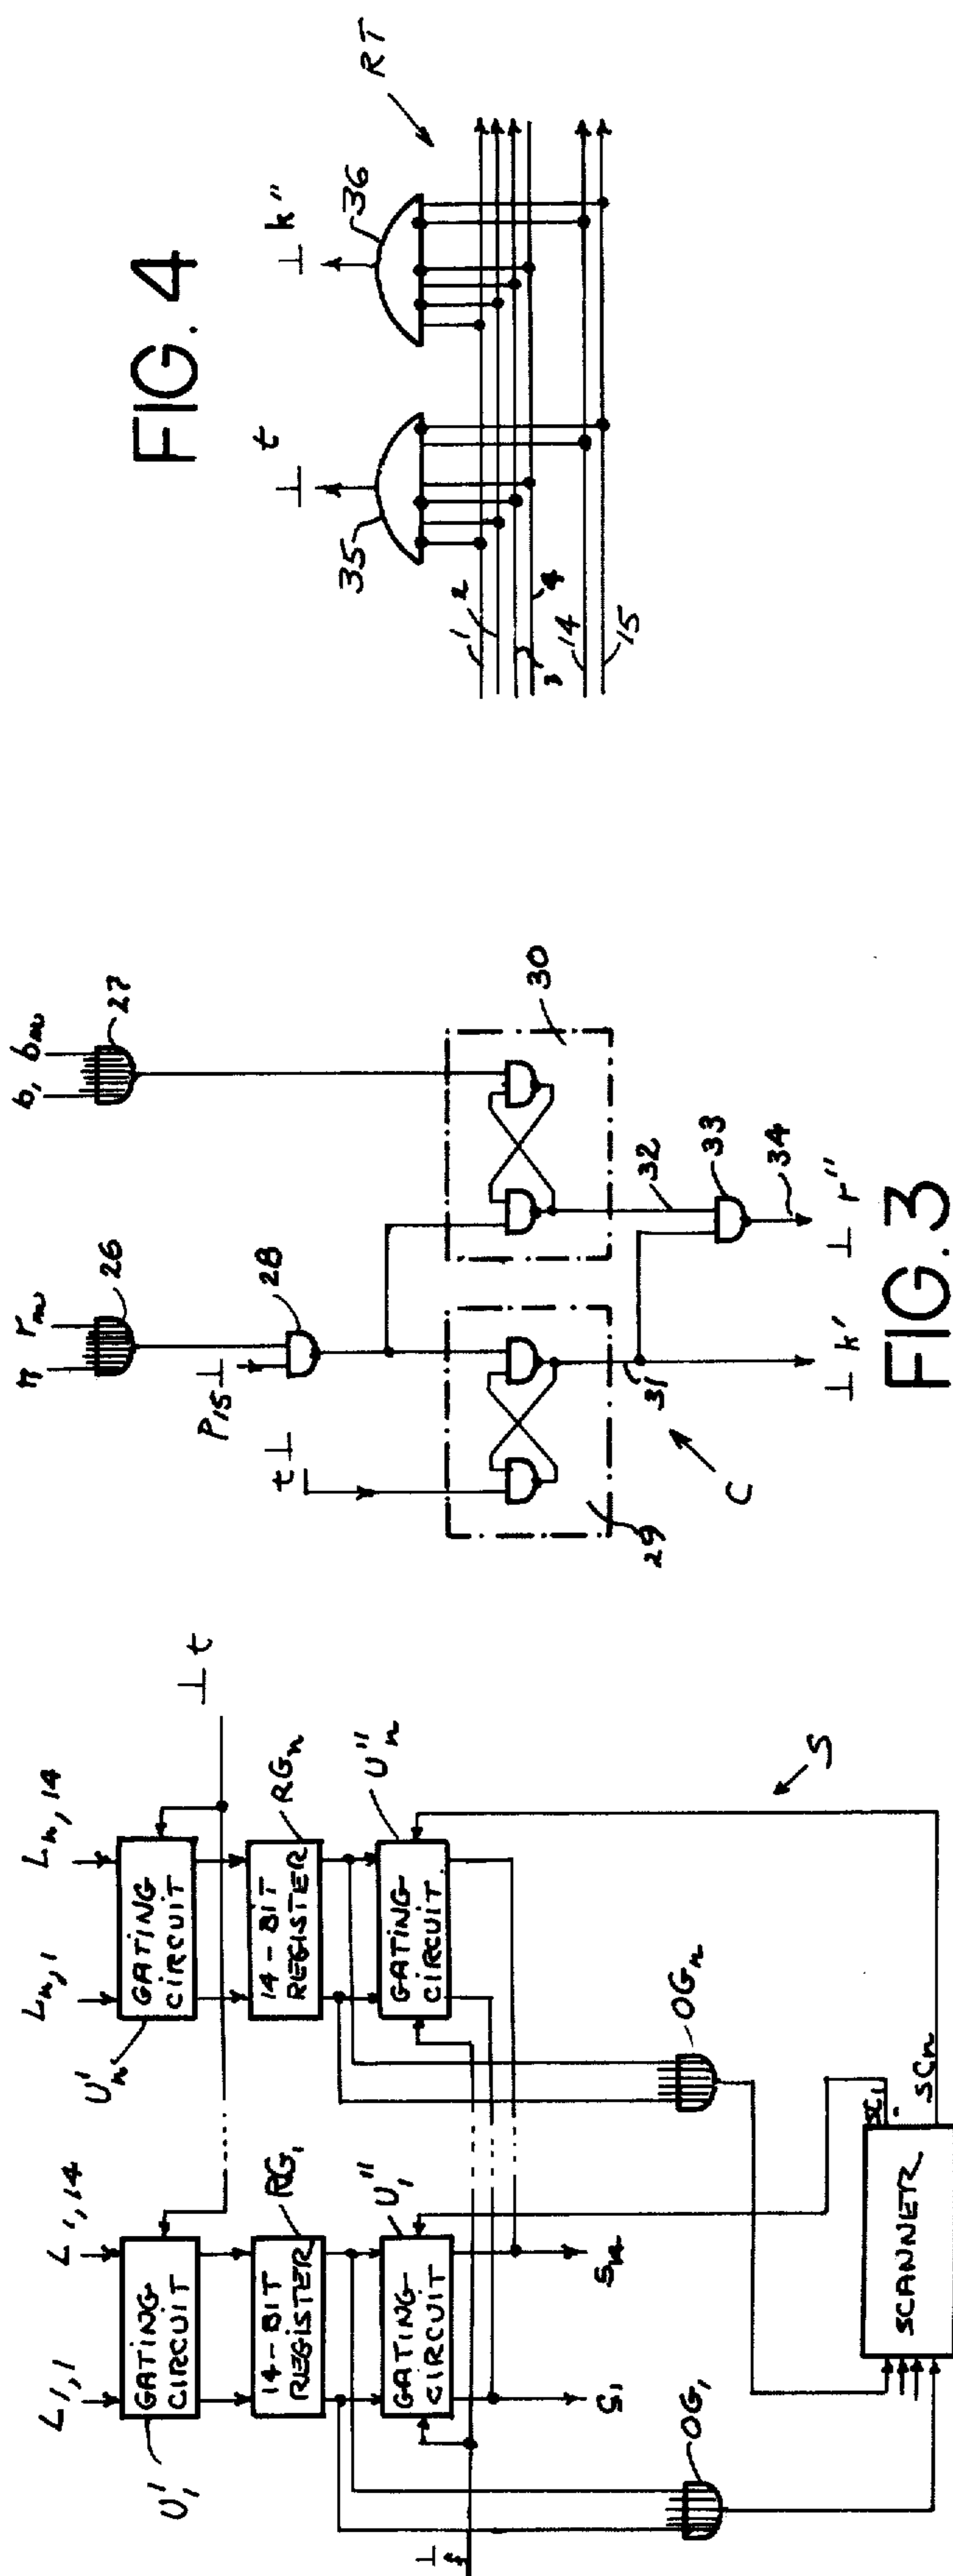 FIG. 4
RT
t
k"
35
36
1
2
3
4
14
15
FIG. 3
b, bm
27
rm
26
28
P15
t
30
29
31
32
33
34
k'
r"
C
t
L1,1
L1,14
Ln,1
Ln,14
U'1
GATING CIRCUIT
U'n
GATING CIRCUIT
14-BIT REGISTER
RG1
14-BIT REGISTER
RGn
GATING CIRCUIT
U"1
GATING CIRCUIT
U"n
S1
S14
OG1
OGn
SCANNER
SC1
SCn
S